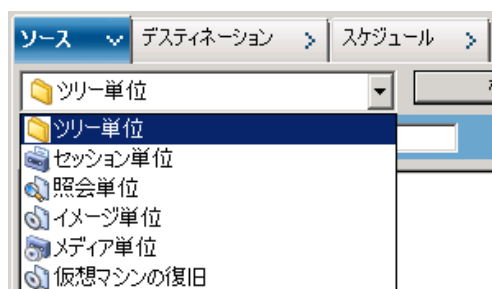 ソース デスティネーション スケジュール
ツリー単位
ツリー単位
セッション単位
照会単位
イメージ単位
メディア単位
仮想マシンの復旧